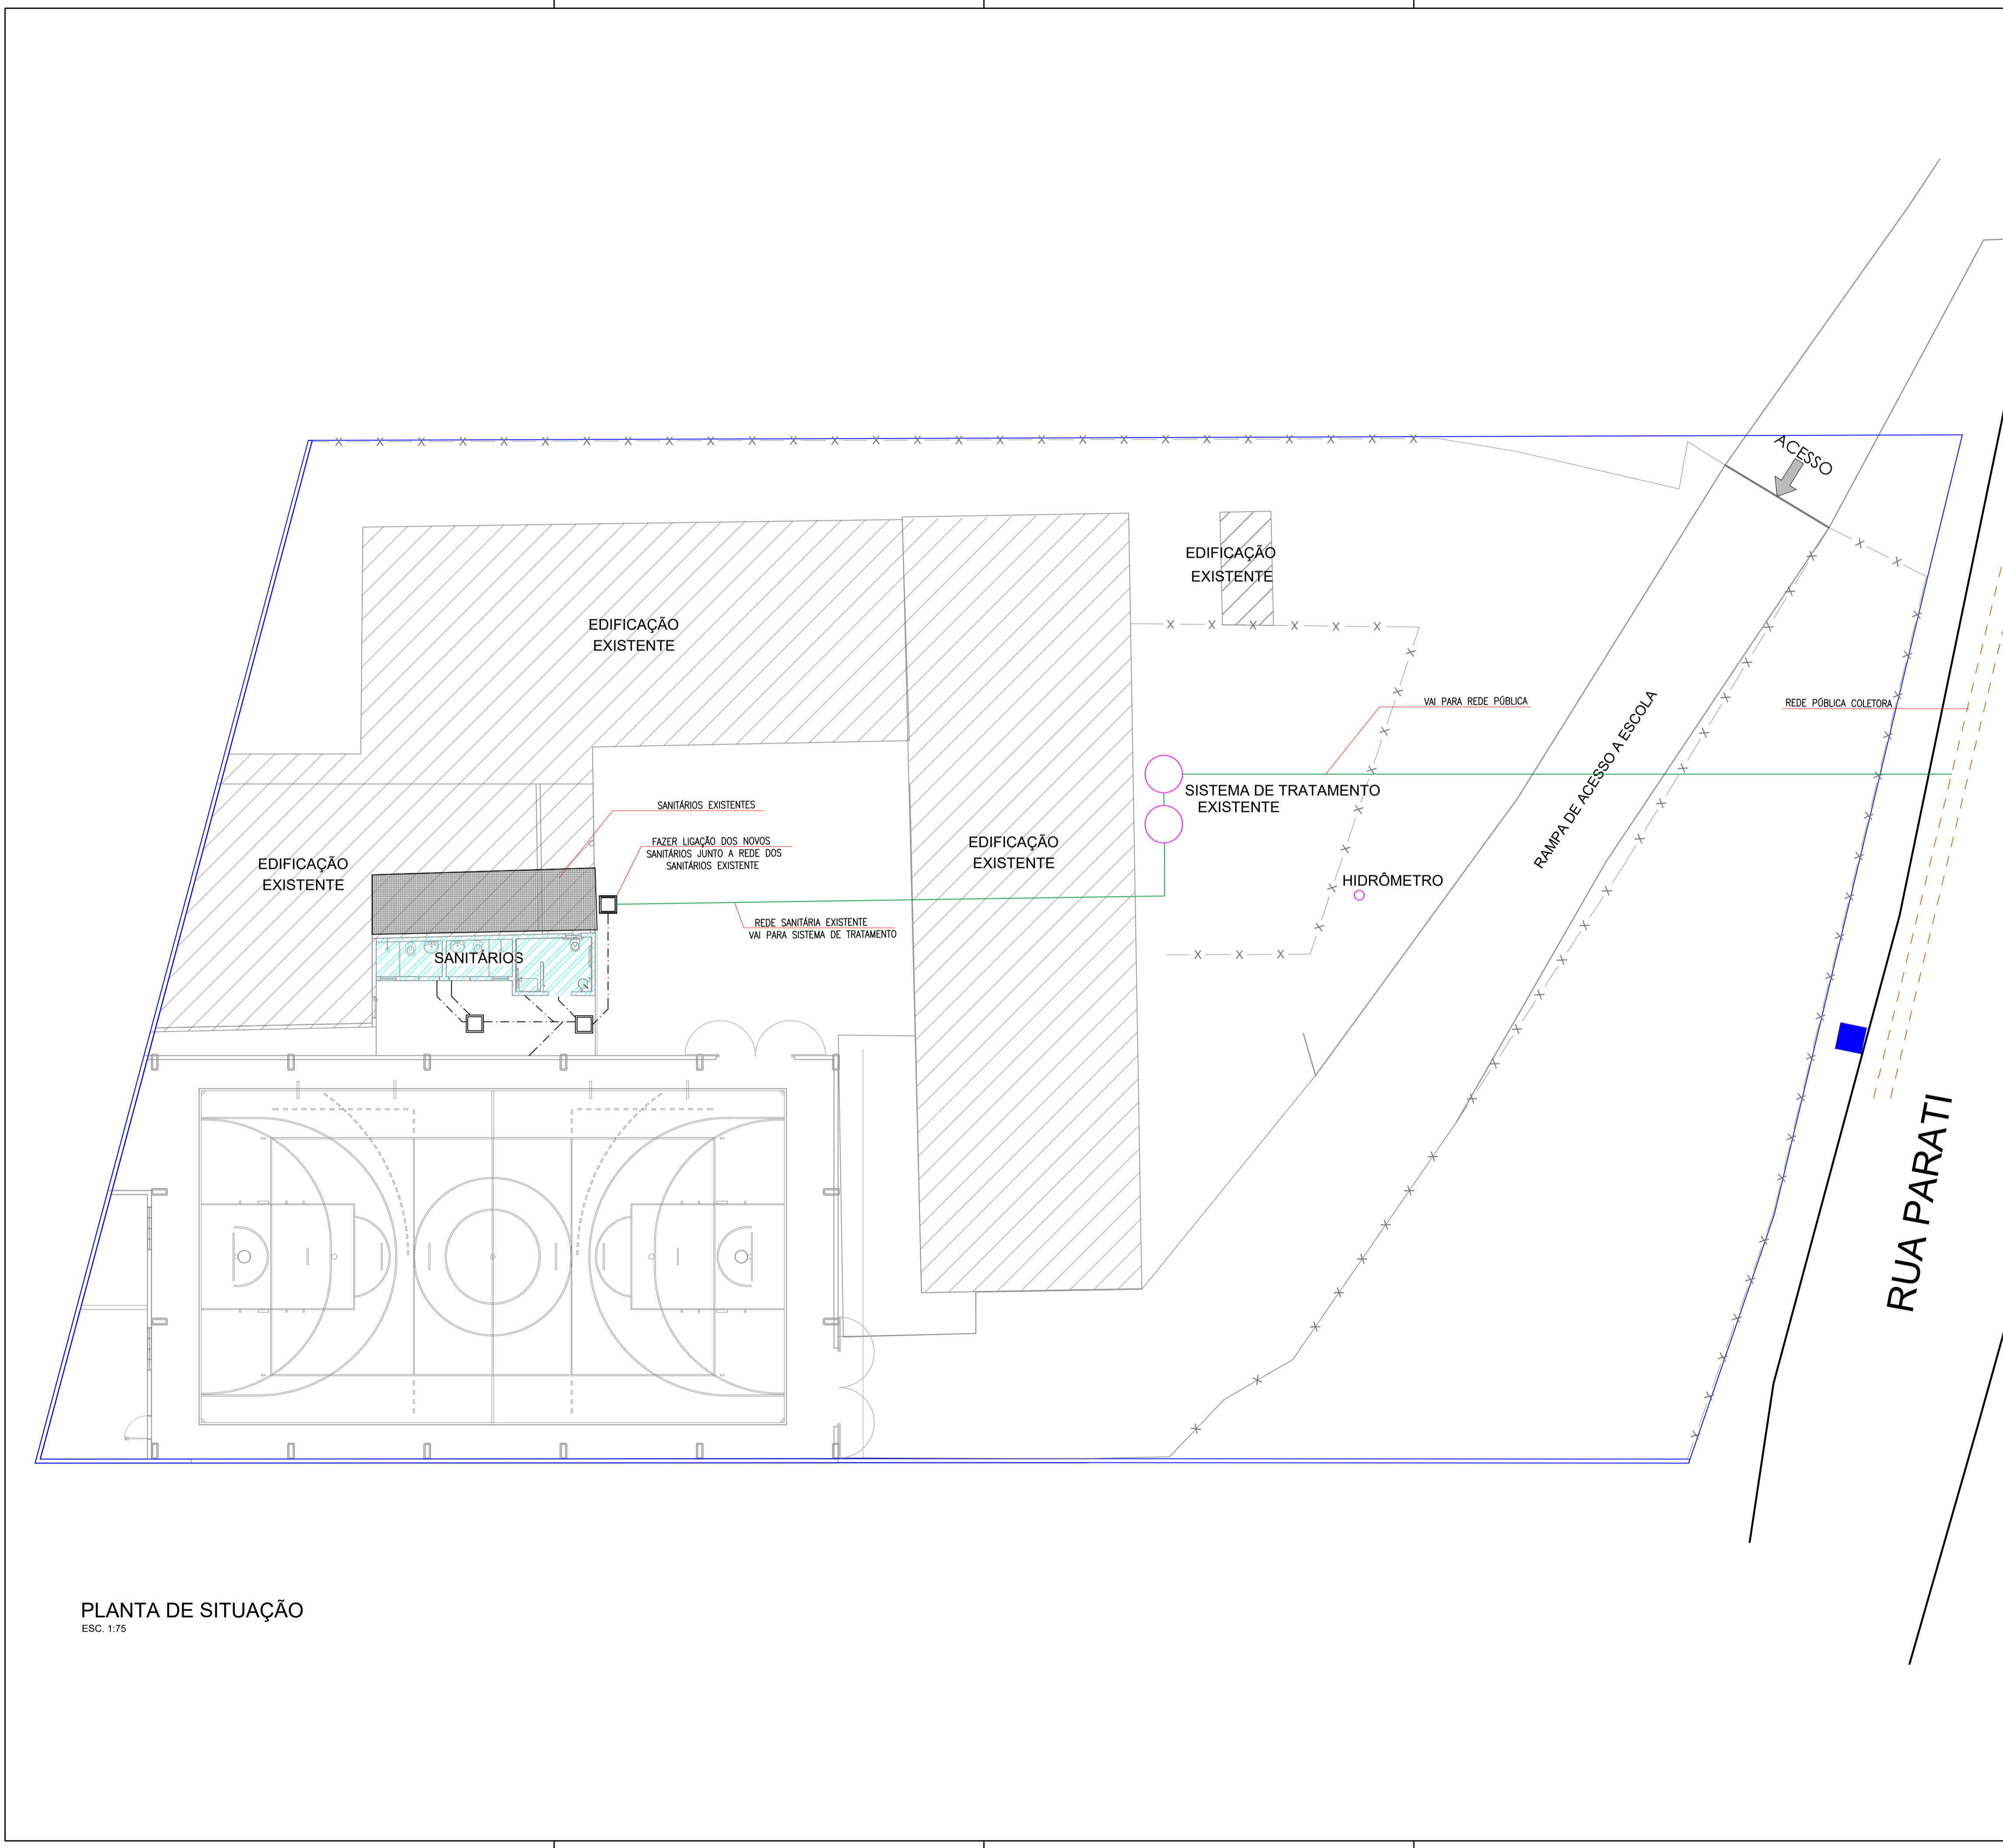 ACESSO
EDIFICAÇÃO
EXISTENTE
EDIFICAÇÃO
EXISTENTE
VAI PARA REDE PÚBLICA
REDE PÚBLICA COLETORA
RAMPA DE ACESSO A ESCOLA
SISTEMA DE TRATAMENTO
EXISTENTE
SANITÁRIOS EXISTENTES
FAZER LIGAÇÃO DOS NOVOS
SANITÁRIOS JUNTO A REDE DOS
SANITÁRIOS EXISTENTE
EDIFICAÇÃO
EXISTENTE
EDIFICAÇÃO
EXISTENTE
HIDRÔMETRO
REDE SANITÁRIA EXISTENTE
VAI PARA SISTEMA DE TRATAMENTO
SANITÁRIOS
RUA PARATI
PLANTA DE SITUAÇÃO
ESC. 1:75